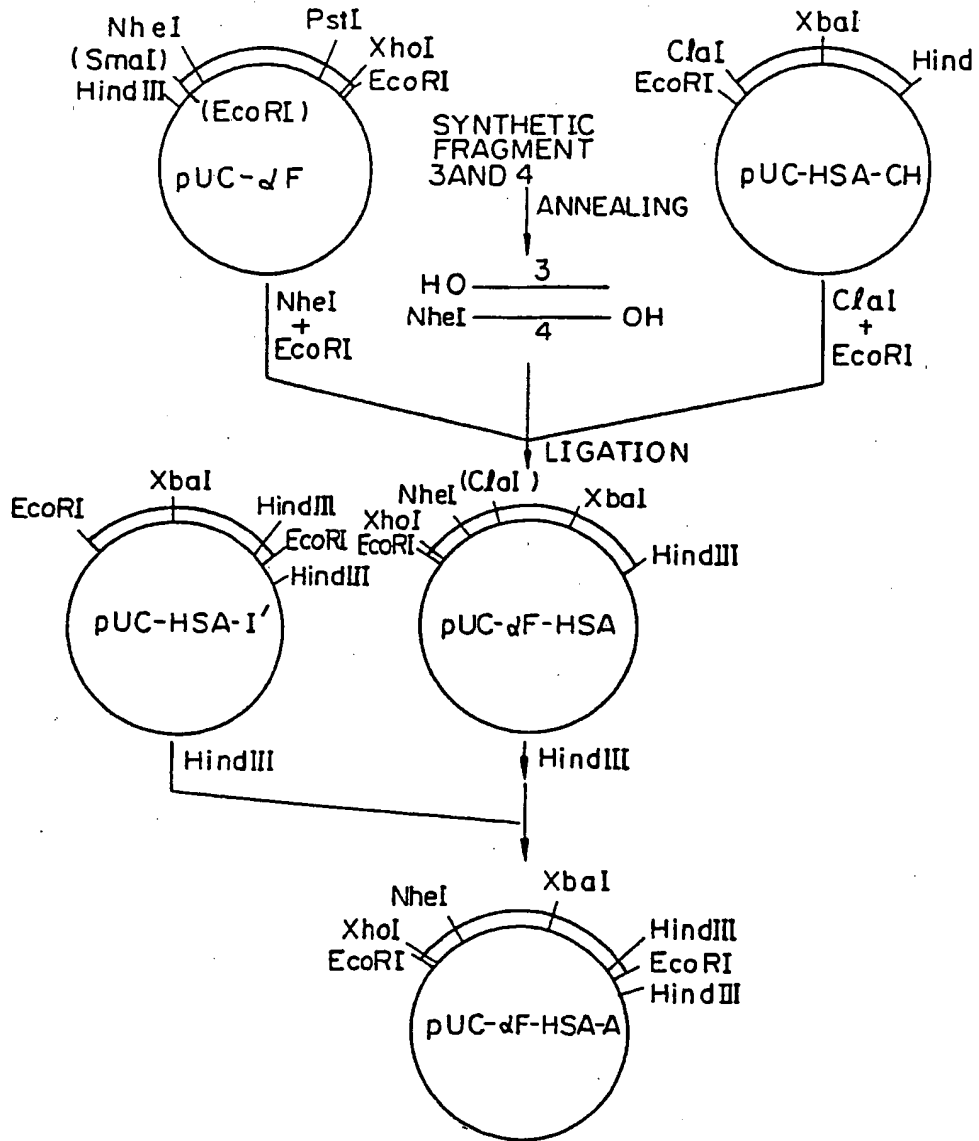 NheI
(SmaI)
HindIII
(EcoRI)
PstI
XhoI
EcoRI
pUC-αF
SYNTHETIC
FRAGMENT
3AND 4
ANNEALING
ClaI
EcoRI
XbaI
Hind
pUC-HSA-CH
HO 3
NheI 4 OH
NheI
+
EcoRI
ClaI
+
EcoRI
LIGATION
EcoRI
XbaI
HindIII
EcoRI
HindIII
pUC-HSA-I′
NheI
(ClaI)
XhoI
EcoRI
XbaI
HindIII
pUC-αF-HSA
HindIII
HindIII
NheI
XbaI
XhoI
EcoRI
HindIII
EcoRI
HindIII
pUC-αF-HSA-A